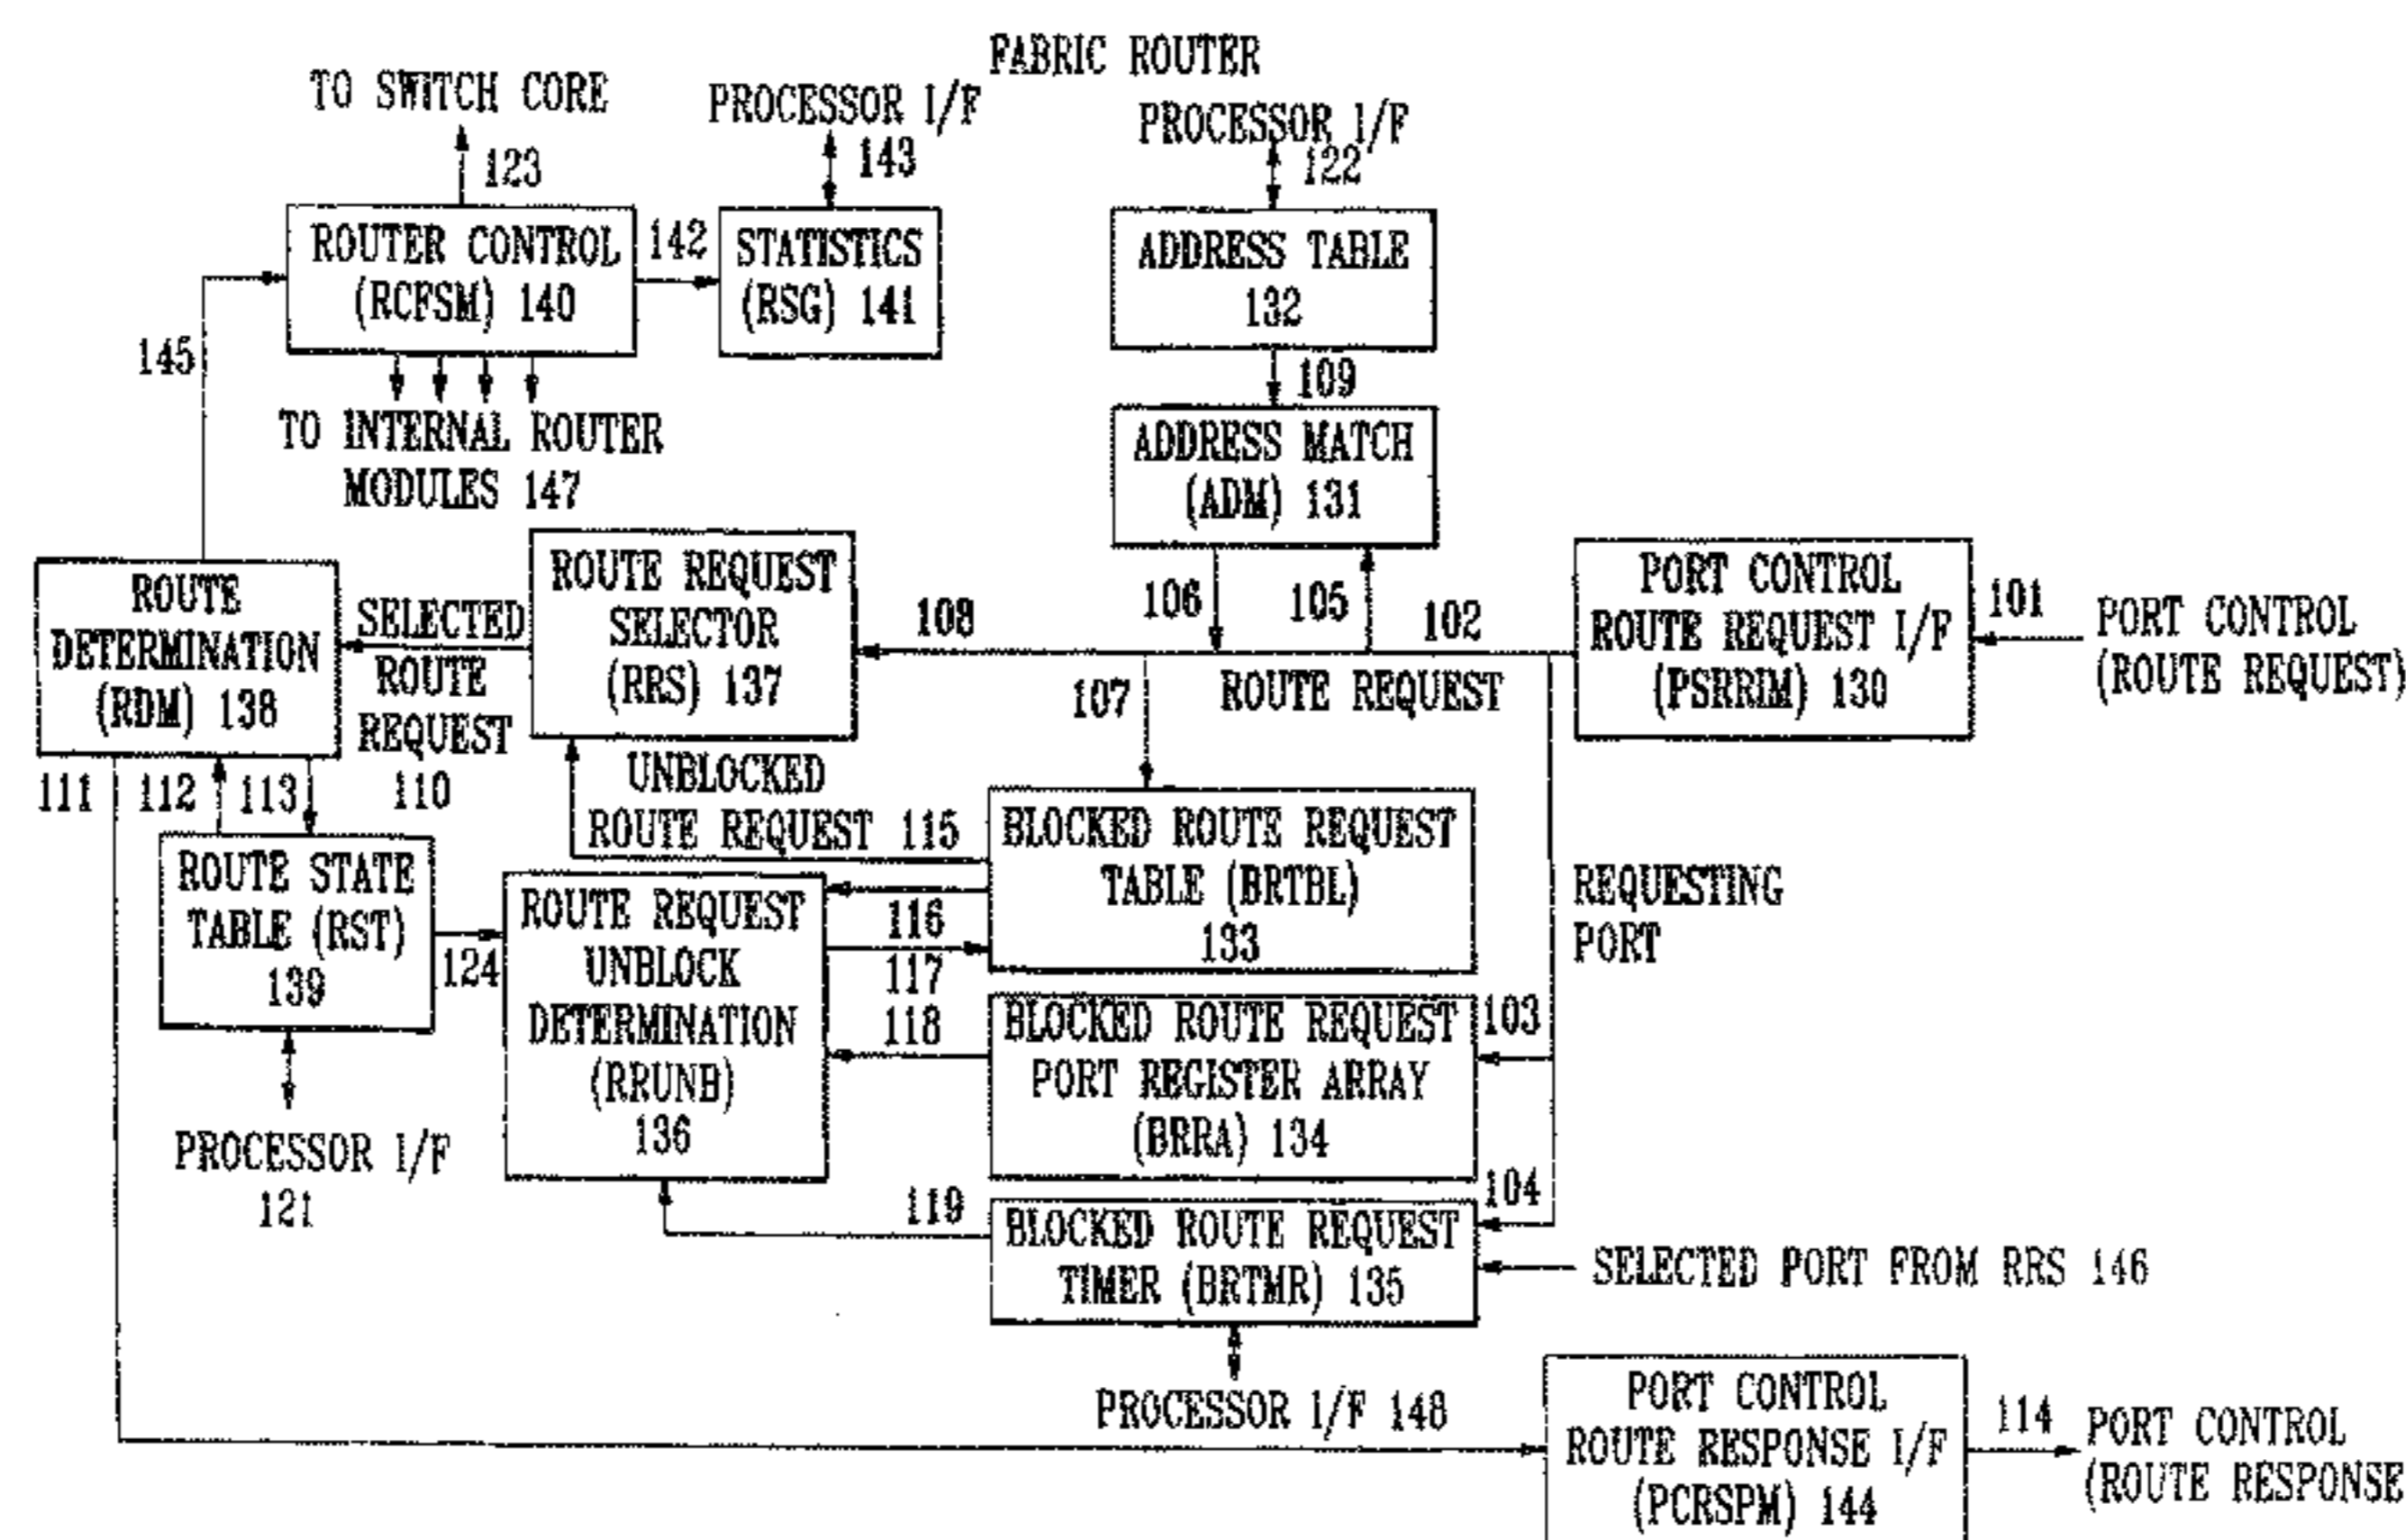 FABRIC ROUTER
TO SWITCH CORE
123
PROCESSOR I/F
143
PROCESSOR I/F
122
ROUTER CONTROL
(RCFSM) 140
142
STATISTICS
(RSG) 141
ADDRESS TABLE
132
145
109
TO INTERNAL ROUTER
MODULES 147
ADDRESS MATCH
(ADM) 131
ROUTE
DETERMINATION
(RDM) 138
SELECTED
ROUTE
REQUEST
110
ROUTE REQUEST
SELECTOR
(RRS) 137
108
106
105
102
107
ROUTE REQUEST
PORT CONTROL
ROUTE REQUEST I/F
(PSRRIM) 130
101
PORT CONTROL
(ROUTE REQUEST)
111
112
113
UNBLOCKED
ROUTE REQUEST 115
ROUTE STATE
TABLE (RST)
139
124
ROUTE REQUEST
UNBLOCK
DETERMINATION
(RRUNB)
136
116
117
118
BLOCKED ROUTE REQUEST
TABLE (BRTBL)
133
REQUESTING
PORT
BLOCKED ROUTE REQUEST
PORT REGISTER ARRAY
(BRRA) 134
103
PROCESSOR I/F
121
119
BLOCKED ROUTE REQUEST
TIMER (BRTMR) 135
104
SELECTED PORT FROM RRS 146
PROCESSOR I/F 148
PORT CONTROL
ROUTE RESPONSE I/F
(PCRSPM) 144
114
PORT CONTROL
(ROUTE RESPONSE